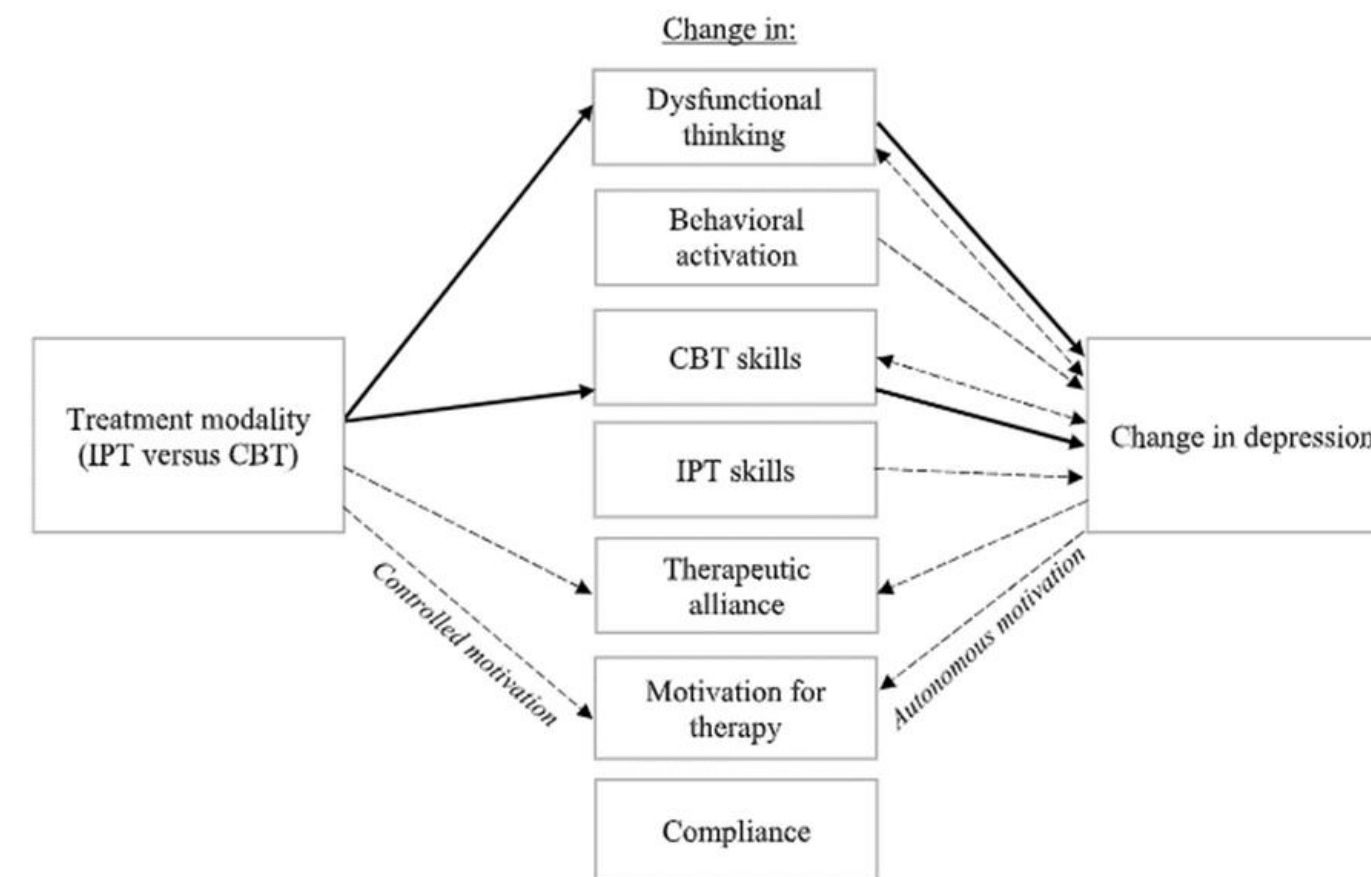 Change in:
Dysfunctional
thinking
Behavioral
activation
CBT skills
Treatment modality
(IPT versus CBT)
Change in depression
IPT skills
Therapeutic
alliance
Controlled motivation
Autonomous motivation
Motivation for
therapy
Compliance